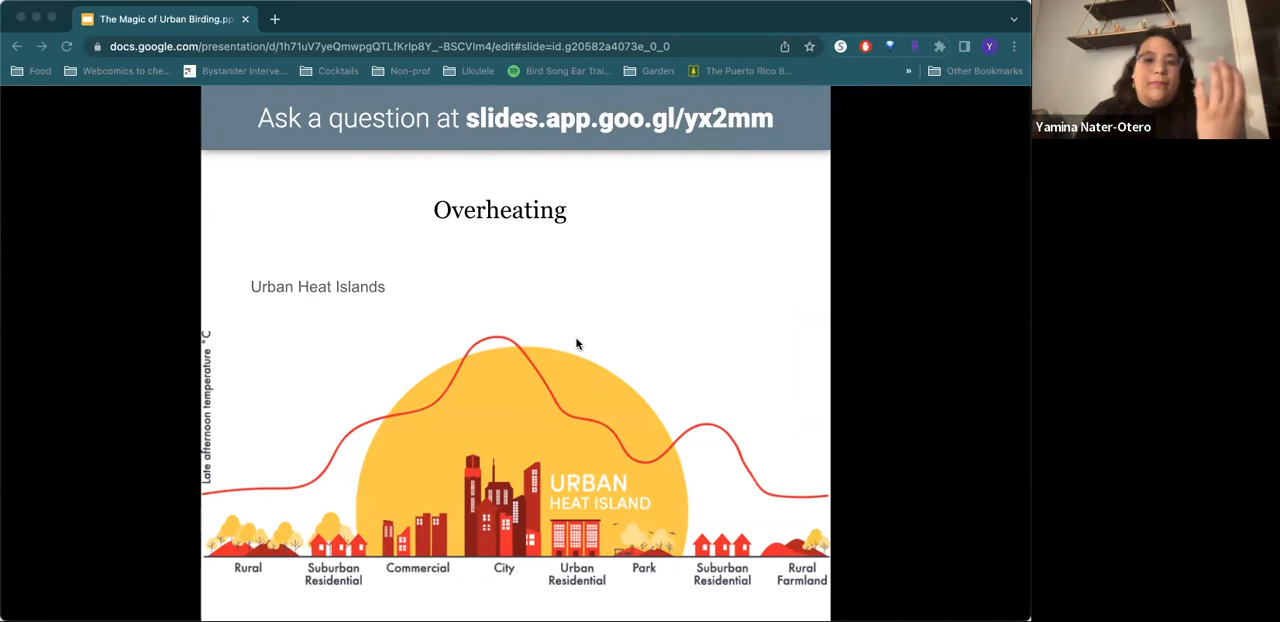 The Magic of Urban Birding.pp
docs.google.com/presentation/d/1h71uV7yeQmwpgQTLfKrIp8Y_-BSCVIm4/edit#slide=id.g20582a4073e_0_0
Food
Webcomics to che...
Bystander Interve...
Cocktails
Non-prof
Ukulele
Bird Song Ear Trai...
Garden
The Puerto Rico B...
»
Other Bookmarks
Ask a question at slides.app.goo.gl/yx2mm
Overheating
Urban Heat Islands
Late afternoon temperature °C
URBAN
HEAT ISLAND
Rural
Suburban
Residential
Commercial
City
Urban
Residential
Park
Suburban
Residential
Rural
Farmland
Yamina Nater-Otero